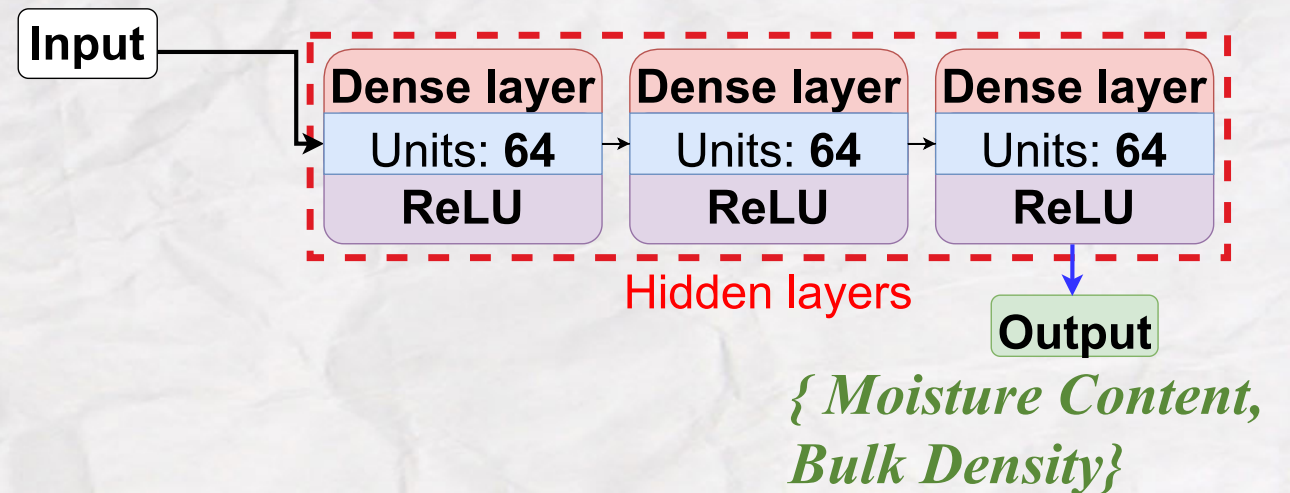 Input
Dense layer
Units: 64
ReLU
Dense layer
Units: 64
ReLU
Dense layer
Units: 64
ReLU
Hidden layers
Output
{ Moisture Content,
Bulk Density}